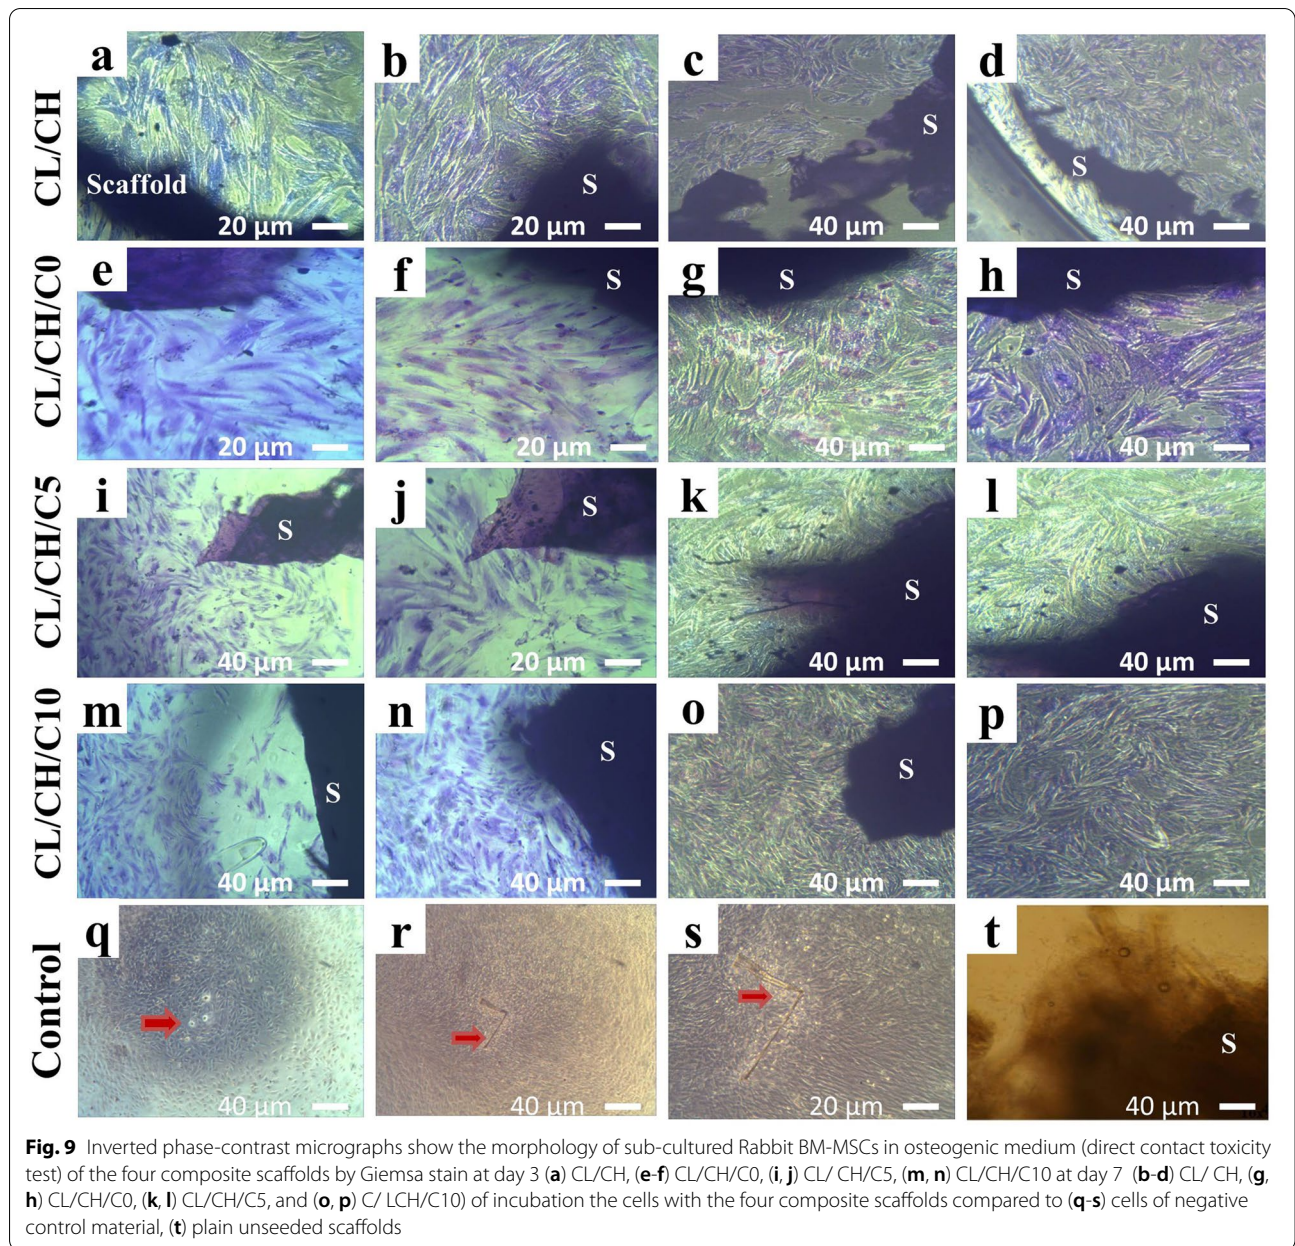 CL/CH
a
Scaffold
20 µm
b
S
20 µm
c
S
40 µm
d
S
40 µm
CL/CH/C0
e
20 µm
f
S
20 µm
g
S
40 µm
h
S
40 µm
CL/CH/C5
i
S
40 µm
j
S
20 µm
k
S
40 µm
l
S
40 µm
CL/CH/C10
m
S
40 µm
n
S
40 µm
o
S
40 µm
p
40 µm
Control
q
40 µm
r
40 µm
s
20 µm
t
S
40 µm
Fig. 9 Inverted phase-contrast micrographs show the morphology of sub-cultured Rabbit BM-MSCs in osteogenic medium (direct contact toxicity
test) of the four composite scaffolds by Giemsa stain at day 3 (a) CL/CH, (e-f) CL/CH/C0, (i, j) CL/ CH/C5, (m, n) CL/CH/C10 at day 7 (b-d) CL/ CH, (g,
h) CL/CH/C0, (k, l) CL/CH/C5, and (o, p) C/ LCH/C10) of incubation the cells with the four composite scaffolds compared to (q-s) cells of negative
control material, (t) plain unseeded scaffolds